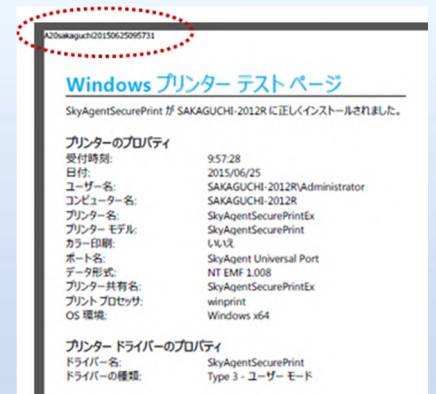 A20sakaguchi20150625095731
Windows プリンター テスト ページ
SkyAgentSecurePrint が SAKAGUCHI-2012R に正しくインストールされました。
プリンターのプロパティ
受付時刻: 9:57:28
日付: 2015/06/25
ユーザー名: SAKAGUCHI-2012R\Administrator
コンピューター名: SAKAGUCHI-2012R
プリンター名: SkyAgentSecurePrintEx
プリンター モデル: SkyAgentSecurePrint
カラー印刷: いいえ
ポート名: SkyAgent Universal Port
データ形式: NT EMF 1.008
プリンター共有名: SkyAgentSecurePrintEx
プリント プロセッサ: winprint
OS 環境: Windows x64
プリンター ドライバーのプロパティ
ドライバー名: SkyAgentSecurePrint
ドライバーの種類: Type 3 - ユーザー モード